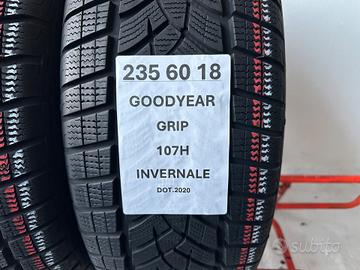 235 60 18
GOODYEAR
GRIP
107H
INVERNALE
DOT.2020
subito